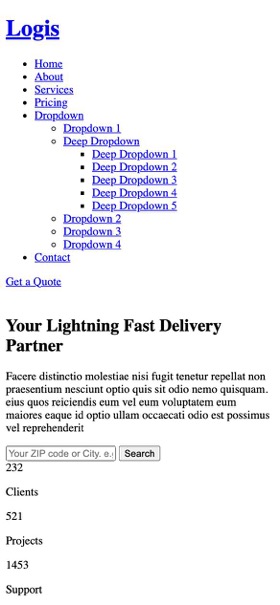 Logis
Home
About
Services
Pricing
Dropdown
Dropdown 1
Deep Dropdown
Deep Dropdown 1
Deep Dropdown 2
Deep Dropdown 3
Deep Dropdown 4
Deep Dropdown 5
Dropdown 2
Dropdown 3
Dropdown 4
Contact
Get a Quote
Your Lightning Fast Delivery
Partner
Facere distinctio molestiae nisi fugit tenetur repellat non
praesentium nesciunt optio quis sit odio nemo quisquam.
eius quos reiciendis eum vel eum voluptatem eum
maiores eaque id optio ullam occaecati odio est possimus
vel reprehenderit
Your ZIP code or City. e.g Search
232
Clients
521
Projects
1453
Support